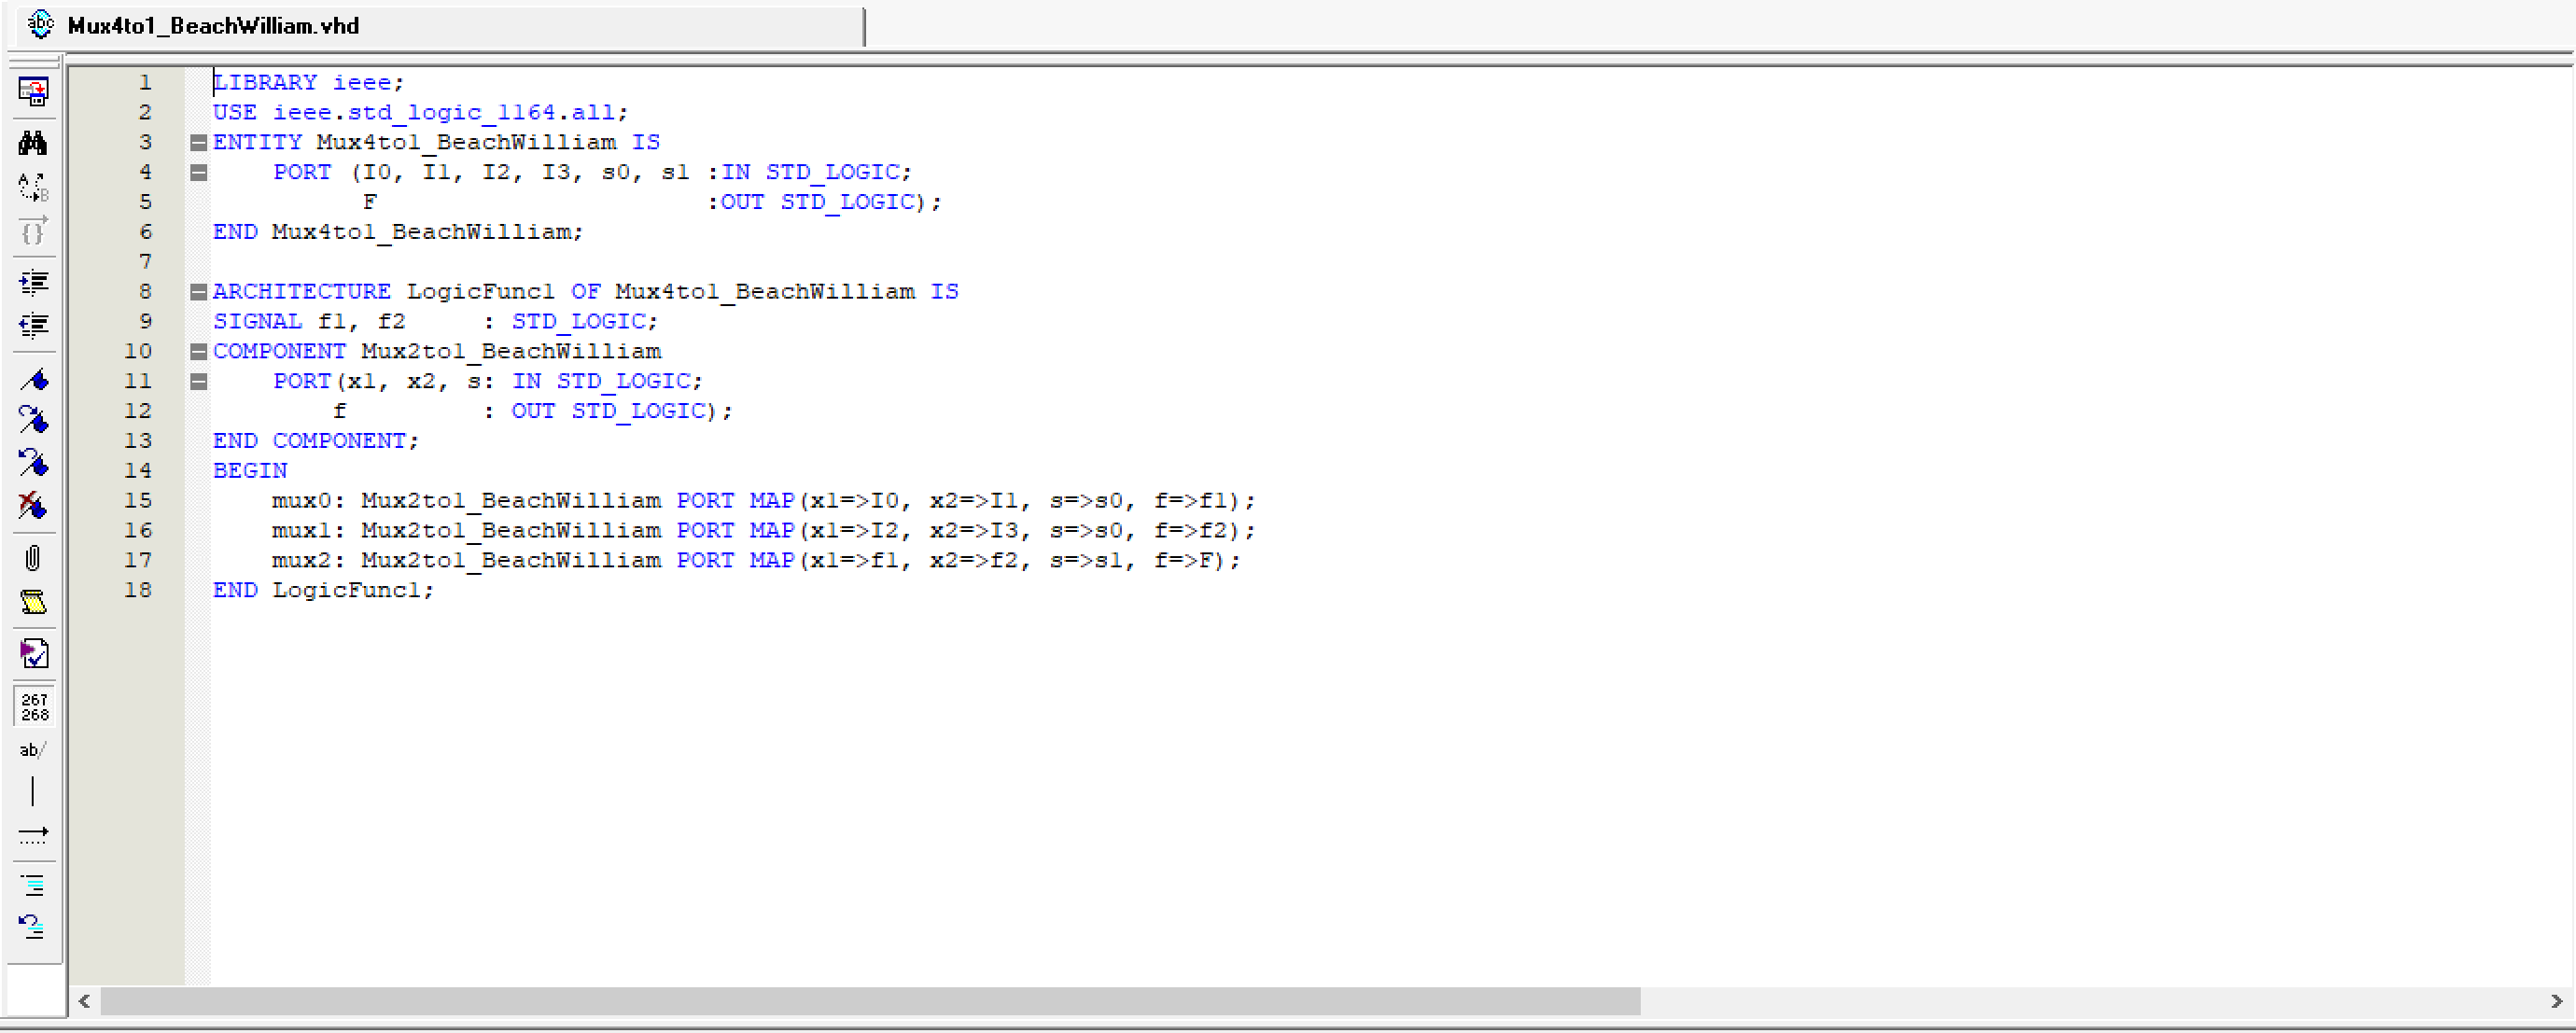 Mux4to1_BeachWilliam.vhd
1 LIBRARY ieee;
2 USE ieee.std_logic_1164.all;
3 ENTITY Mux4to1_BeachWilliam IS
4 PORT (I0, I1, I2, I3, s0, s1 :IN STD_LOGIC;
5 F :OUT STD_LOGIC);
6 END Mux4to1_BeachWilliam;
7
8 ARCHITECTURE LogicFunc1 OF Mux4to1_BeachWilliam IS
9 SIGNAL f1, f2 : STD_LOGIC;
10 COMPONENT Mux2to1_BeachWilliam
11 PORT(x1, x2, s: IN STD_LOGIC;
12 f : OUT STD_LOGIC);
13 END COMPONENT;
14 BEGIN
15 mux0: Mux2to1_BeachWilliam PORT MAP(x1=>I0, x2=>I1, s=>s0, f=>f1);
16 mux1: Mux2to1_BeachWilliam PORT MAP(x1=>I2, x2=>I3, s=>s0, f=>f2);
17 mux2: Mux2to1_BeachWilliam PORT MAP(x1=>f1, x2=>f2, s=>s1, f=>F);
18 END LogicFunc1;
267
268
ab/